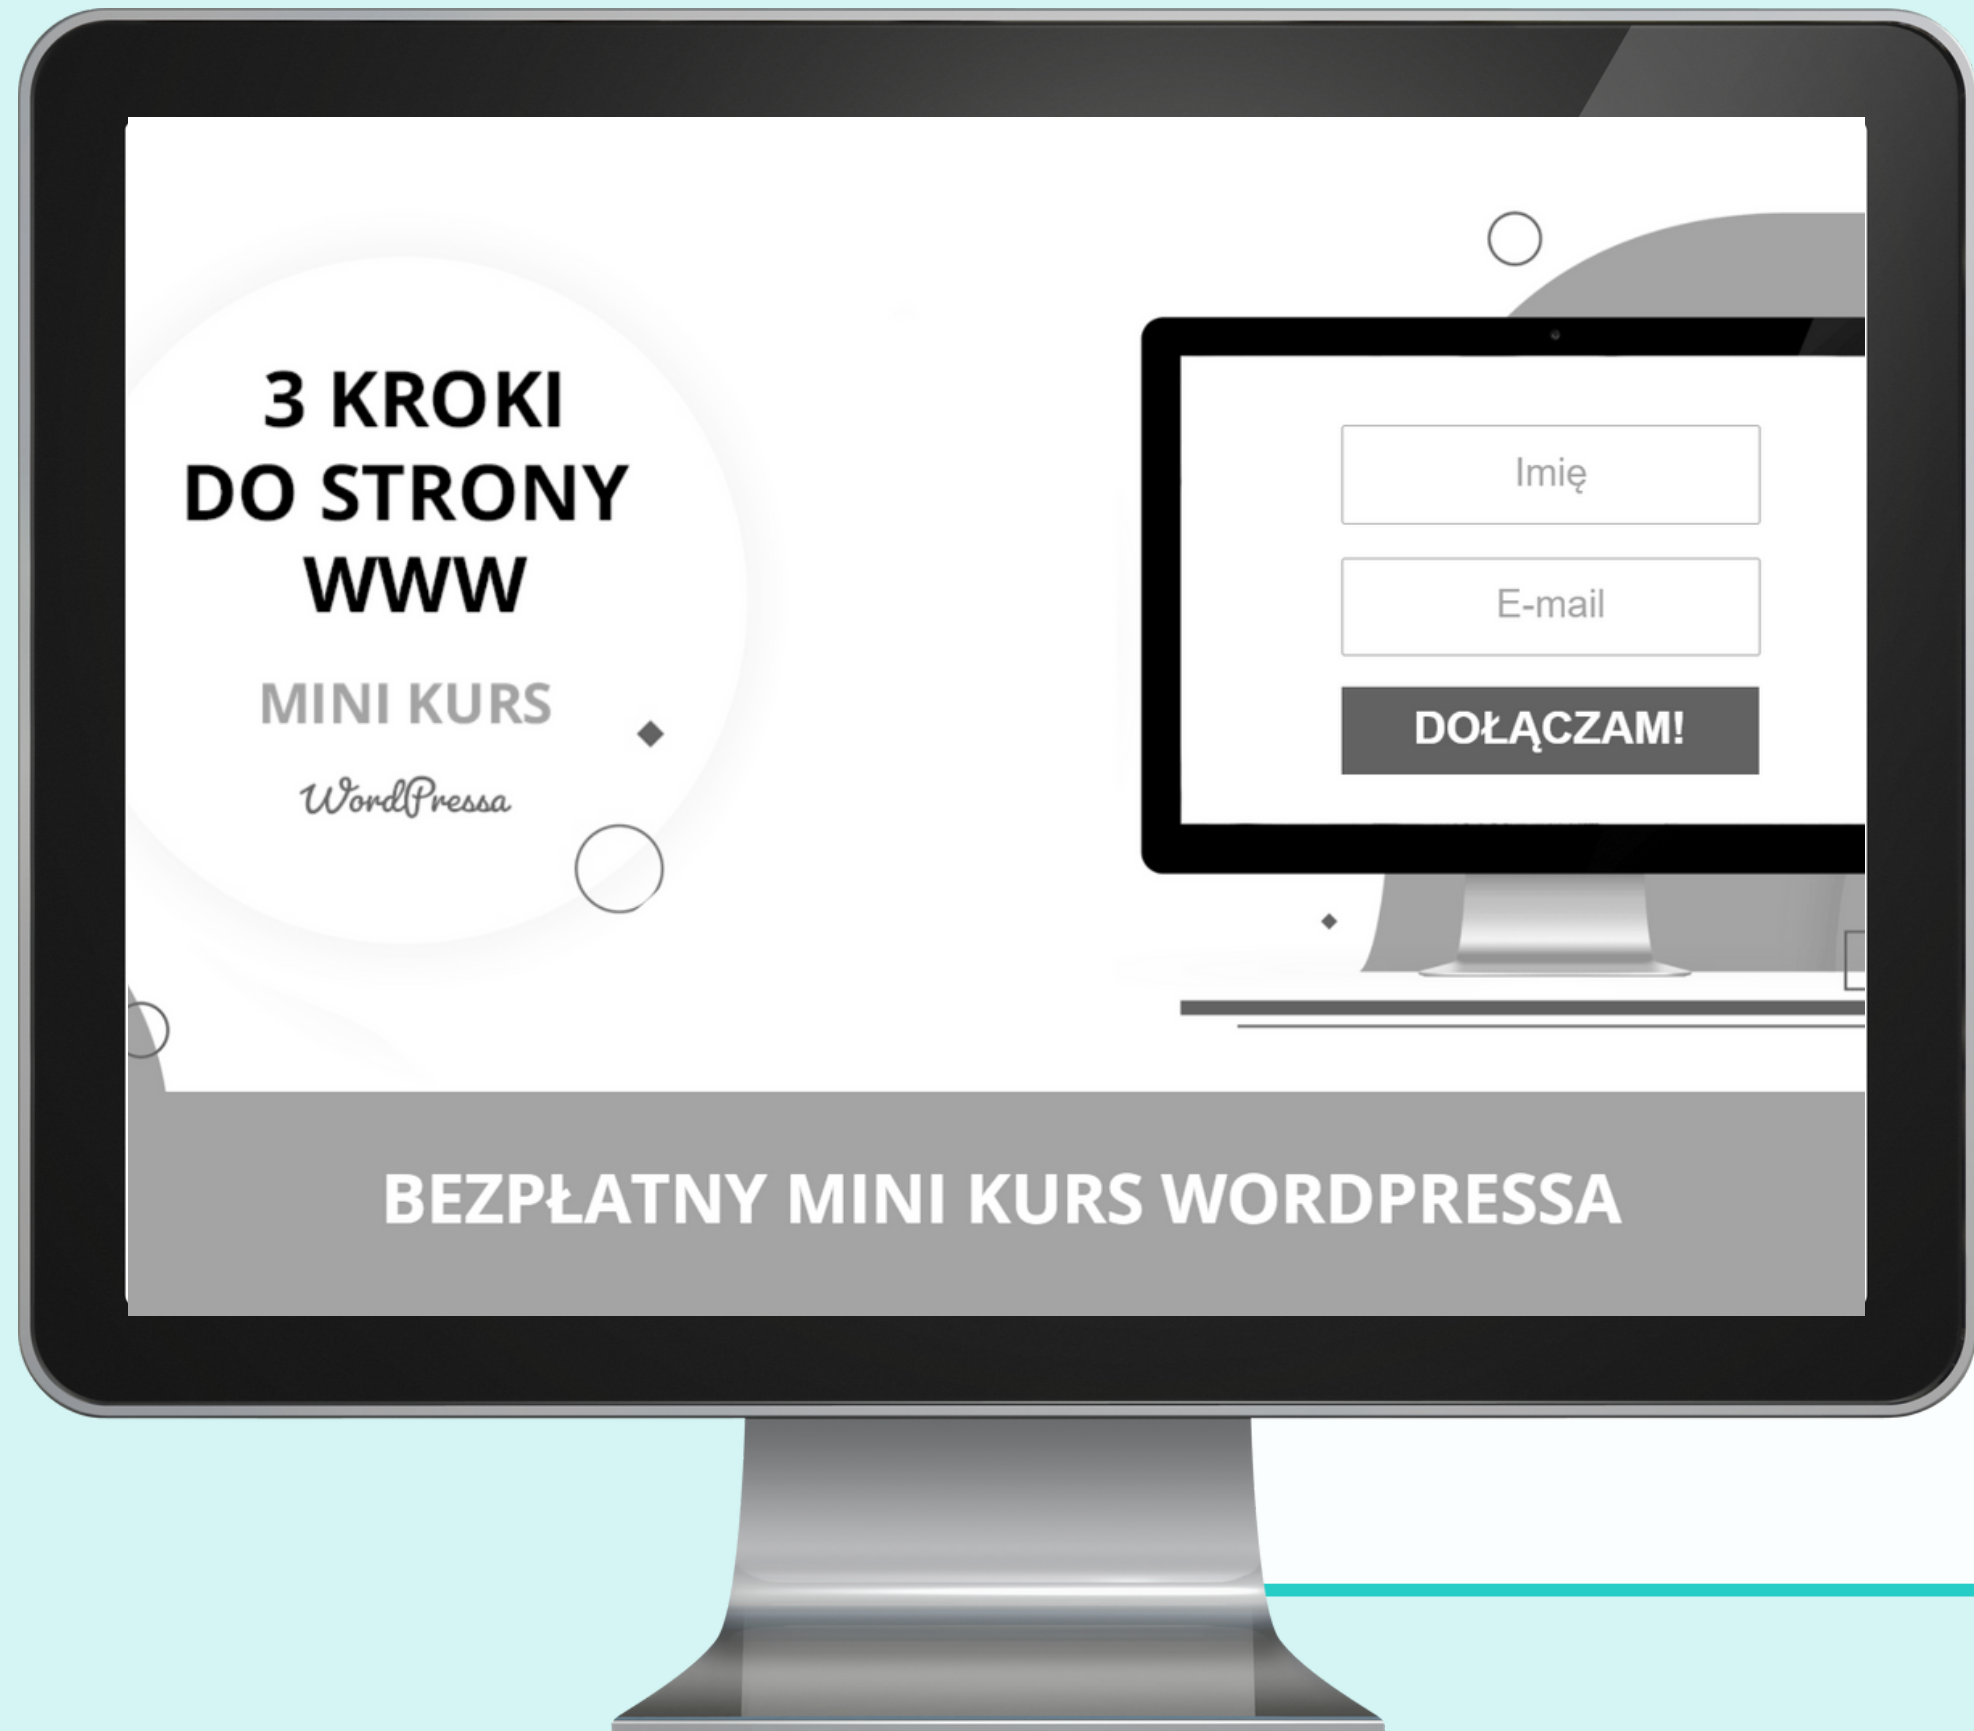 3 KROKI
DO STRONY
WWW
MINI KURS
WordPressa
Imię
E-mail
DOŁĄCZAM!
BEZPŁATNY MINI KURS WORDPRESSA